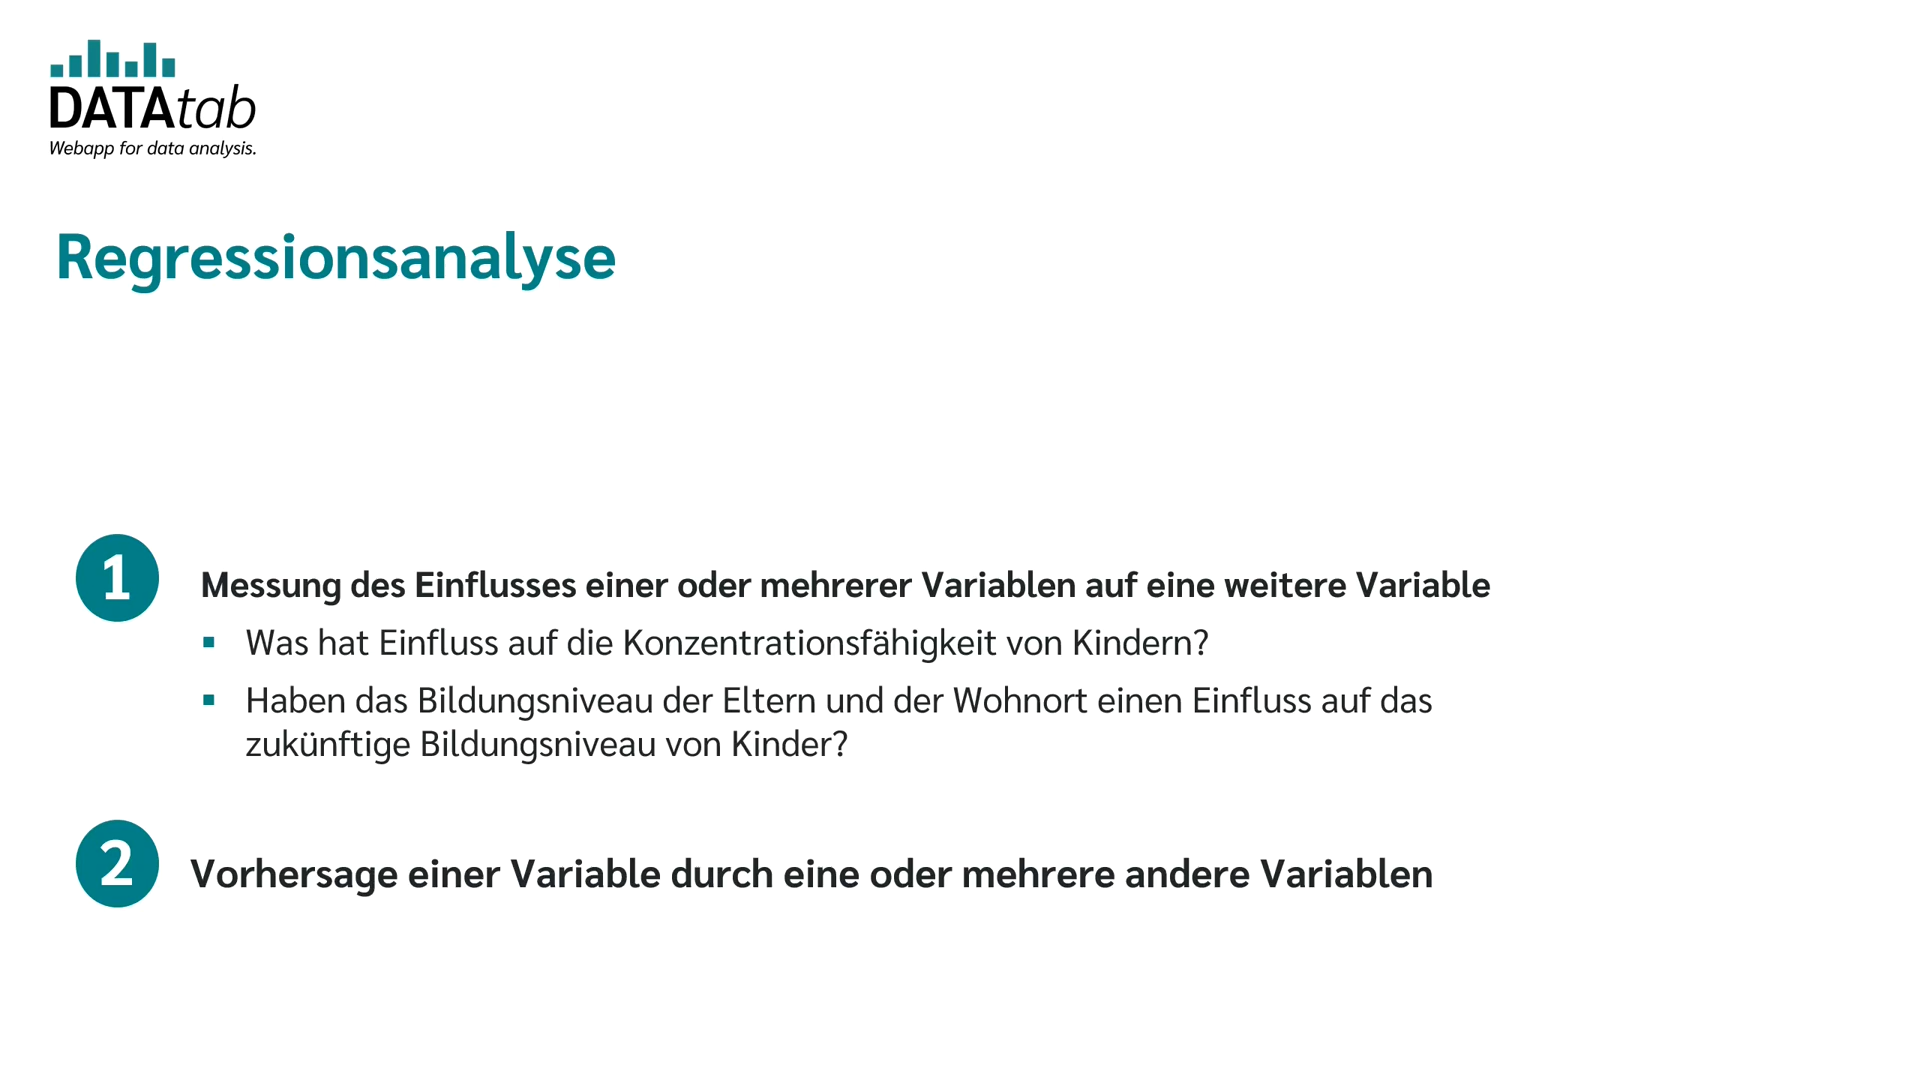 DATAtab
Webapp for data analysis.
Regressionsanalyse
1
Messung des Einflusses einer oder mehrerer Variablen auf eine weitere Variable
▪ Was hat Einfluss auf die Konzentrationsfähigkeit von Kindern?
▪ Haben das Bildungsniveau der Eltern und der Wohnort einen Einfluss auf das
zukünftige Bildungsniveau von Kinder?
2
Vorhersage einer Variable durch eine oder mehrere andere Variablen